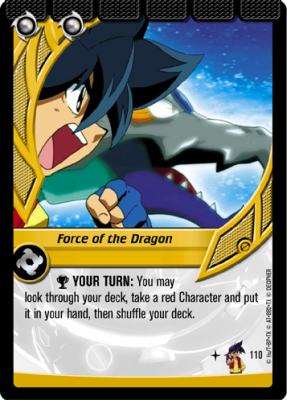 Force of the Dragon
YOUR TURN: You may
look through your deck, take a red Character and put
it in your hand, then shuffle your deck.
110